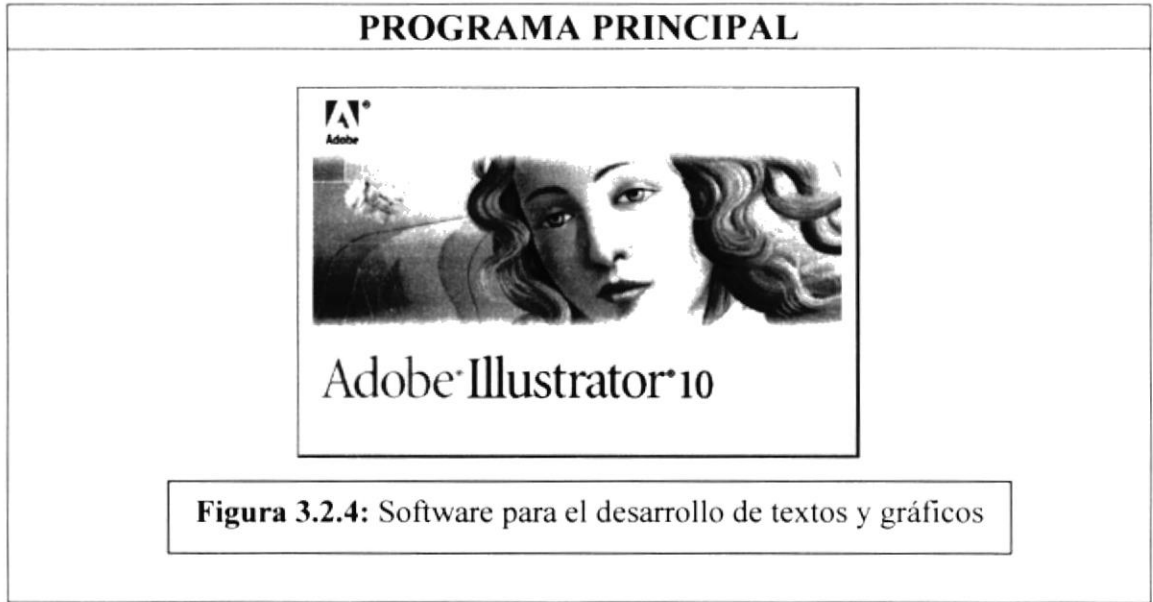 PROGRAMA PRINCIPAL
A®
Adobe
Adobe® Illustrator® 10
Figura 3.2.4: Software para el desarrollo de textos y gráficos